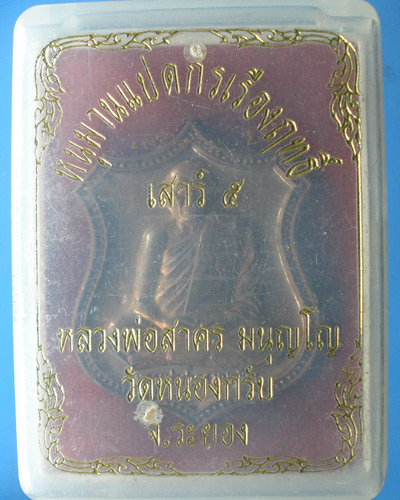 หนุมานแปดกรเรืองฤทธิ์
เสาร์ ๕
หลวงพ่อสาคร มนุญโญ
วัดหนองกรับ
จ.ระยอง